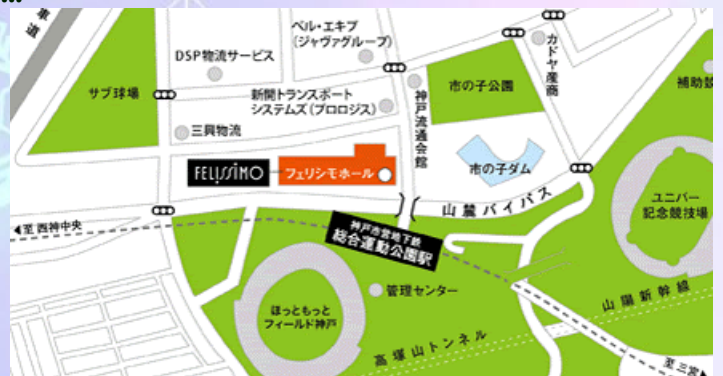 車道
ベル・エキプ
(ジャヴァグループ)
DSP物流サービス
カドヤ産商
サブ球場
新開トランスポート
システムズ(プロロジス)
神戸流通会館
市の子公園
補助競
三興物流
FELISSIMO
フェリシモホール
市の子ダム
山麓バイパス
ユニバー
記念競技場
◀至西神中央
神戸市営地下鉄
総合運動公園駅
管理センター
ほっともっと
フィールド神戸
山陽新幹線
高塚山トンネル
至三宮▶